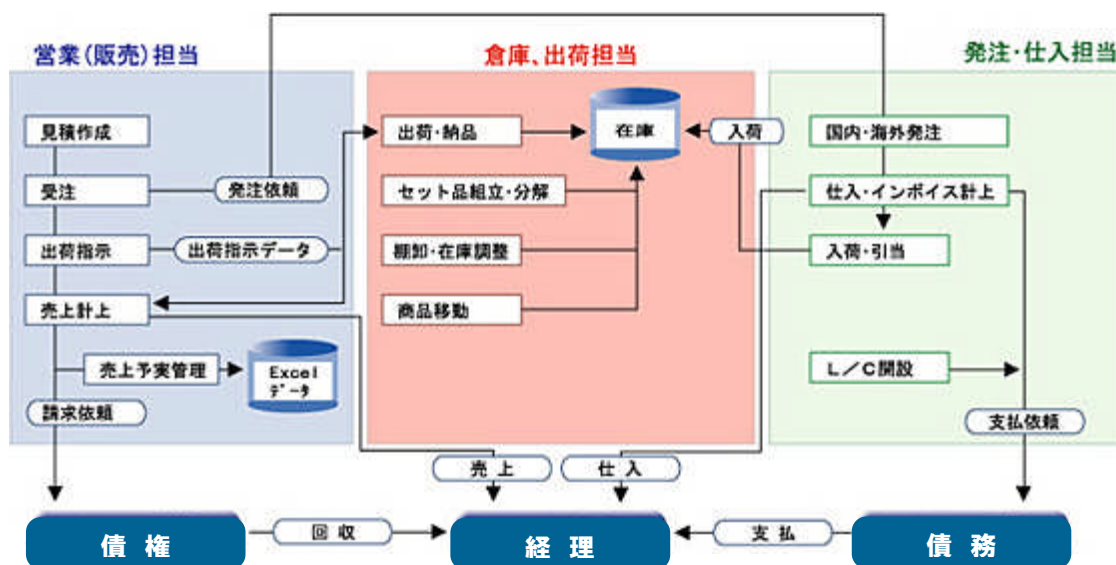 営業(販売)担当
見積作成
受注
発注依頼
出荷指示
出荷指示データ
売上計上
売上予実管理
Excel
データ
請求依頼
倉庫、出荷担当
出荷・納品
在庫
入荷
セット品組立・分解
棚卸・在庫調整
商品移動
発注・仕入担当
国内・海外発注
仕入・インボイス計上
入荷・引当
L/C開設
支払依頼
売上
仕入
債権
回収
経理
支払
債務